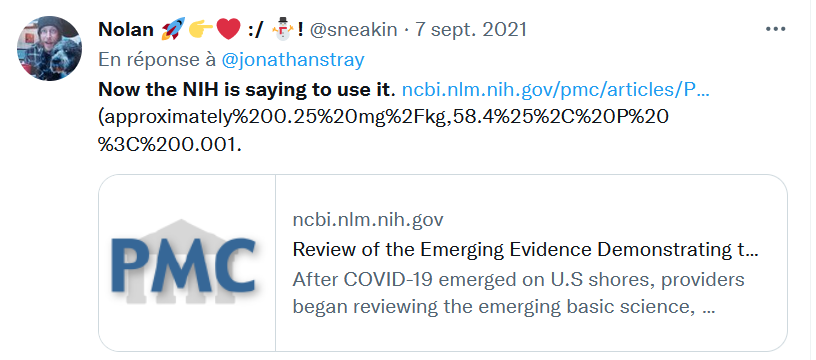 Nolan 🚀👉❤️ :/ ⛄! @sneakin · 7 sept. 2021
En réponse à @jonathanstray
Now the NIH is saying to use it. ncbi.nlm.nih.gov/pmc/articles/P…
(approximately%200.25%20mg%2Fkg,58.4%25%2C%20P%20
%3C%200.001.
PMC
ncbi.nlm.nih.gov
Review of the Emerging Evidence Demonstrating t...
After COVID-19 emerged on U.S shores, providers
began reviewing the emerging basic science, ...